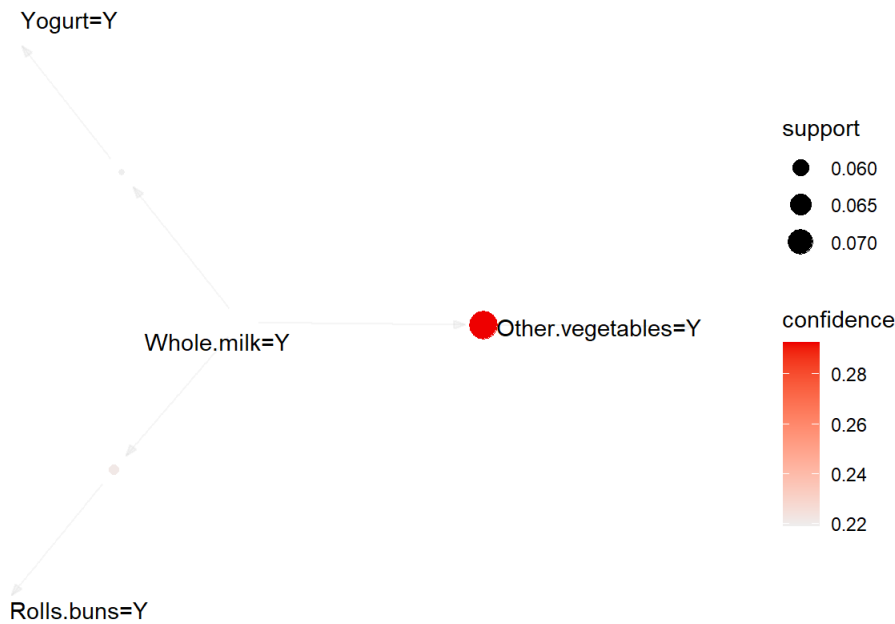 Yogurt=Y
support
0.060
0.065
0.070
confidence
Other.vegetables=Y
Whole.milk=Y
0.28
0.26
0.24
0.22
Rolls.buns=Y